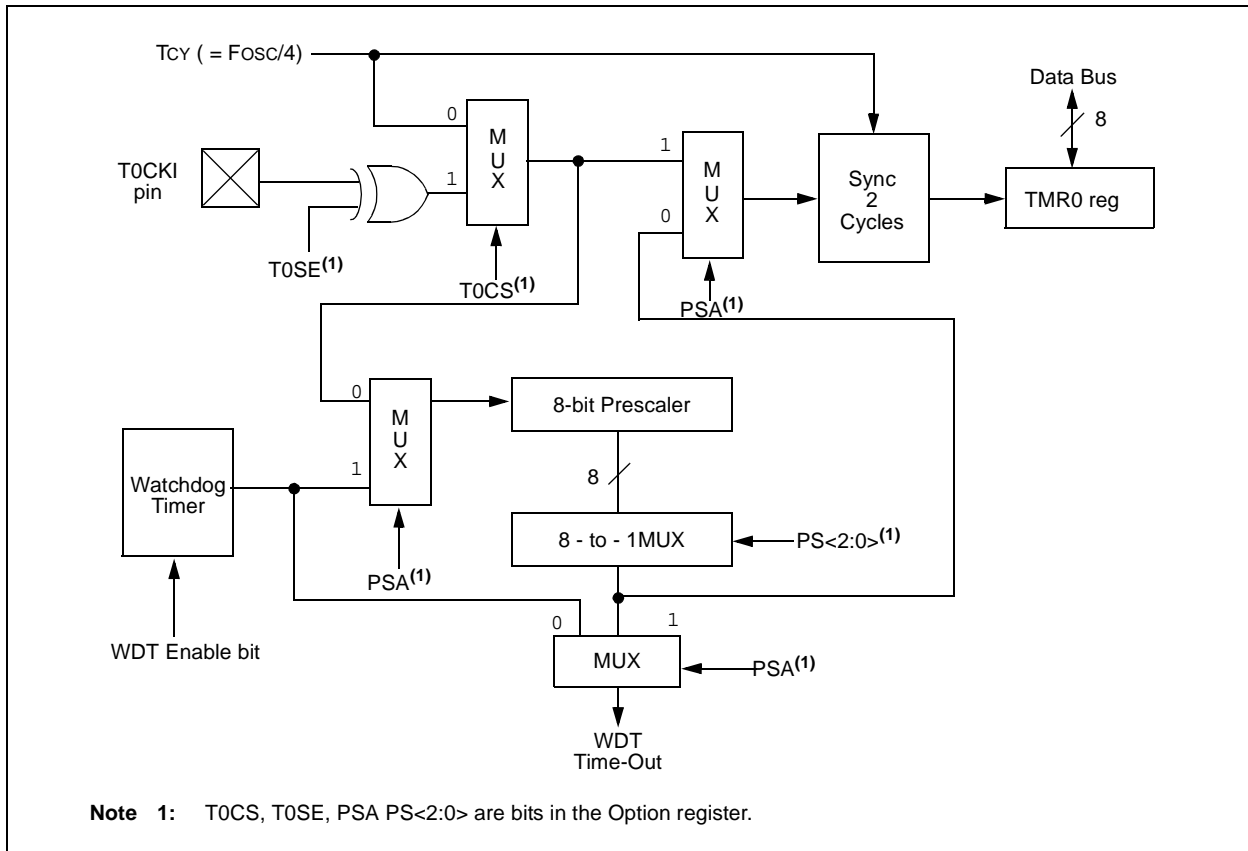 TCY ( = FOSC/4)
Data Bus
8
T0CKI
pin
0
1
M
U
X
1
0
M
U
X
Sync
2
Cycles
TMR0 reg
T0SE(1)
T0CS(1)
PSA(1)
0
1
M
U
X
8-bit Prescaler
Watchdog
Timer
8
8 - to - 1MUX
PS<2:0>(1)
PSA(1)
WDT Enable bit
0
1
MUX
PSA(1)
WDT
Time-Out
Note 1: T0CS, T0SE, PSA PS<2:0> are bits in the Option register.